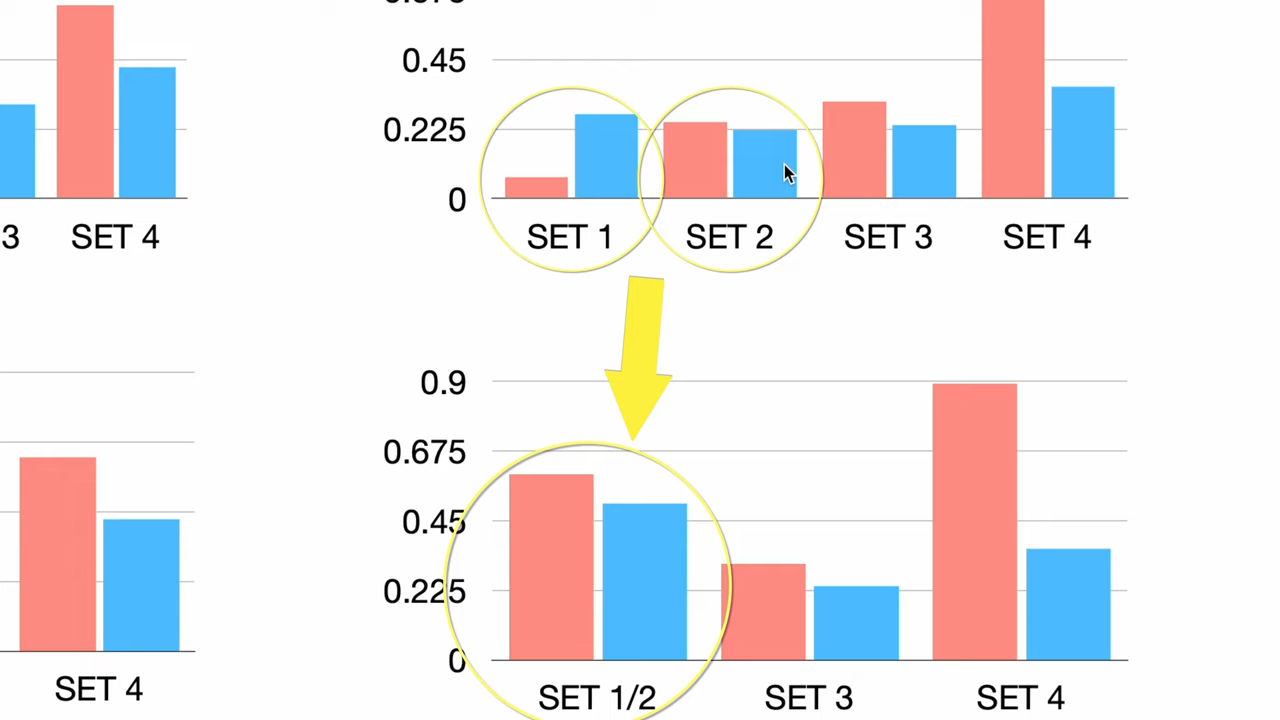 0.45
0.225
0
SET 1 SET 2 SET 3 SET 4
3 SET 4
0.9
0.675
0.45
0.225
0
SET 1/2 SET 3 SET 4
SET 4